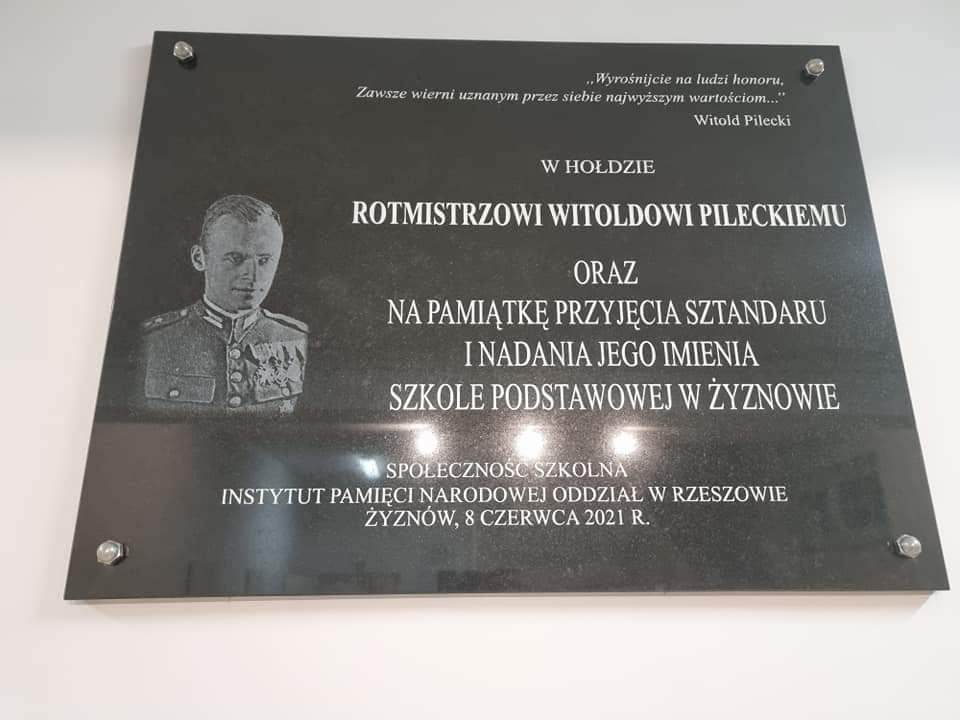 ,,Wyrośnijcie na ludzi honoru,
Zawsze wierni uznanym przez siebie najwyższym wartościom..."
Witold Pilecki
W HOŁDZIE
ROTMISTRZOWI WITOLDOWI PILECKIEMU
ORAZ
NA PAMIĄTKĘ PRZYJĘCIA SZTANDARU
I NADANIA JEGO IMIENIA
SZKOLE PODSTAWOWEJ W ŻYZNOWIE
SPOŁECZNOŚĆ SZKOLNA
INSTYTUT PAMIĘCI NARODOWEJ ODDZIAŁ W RZESZOWIE
ŻYZNÓW, 8 CZERWCA 2021 R.